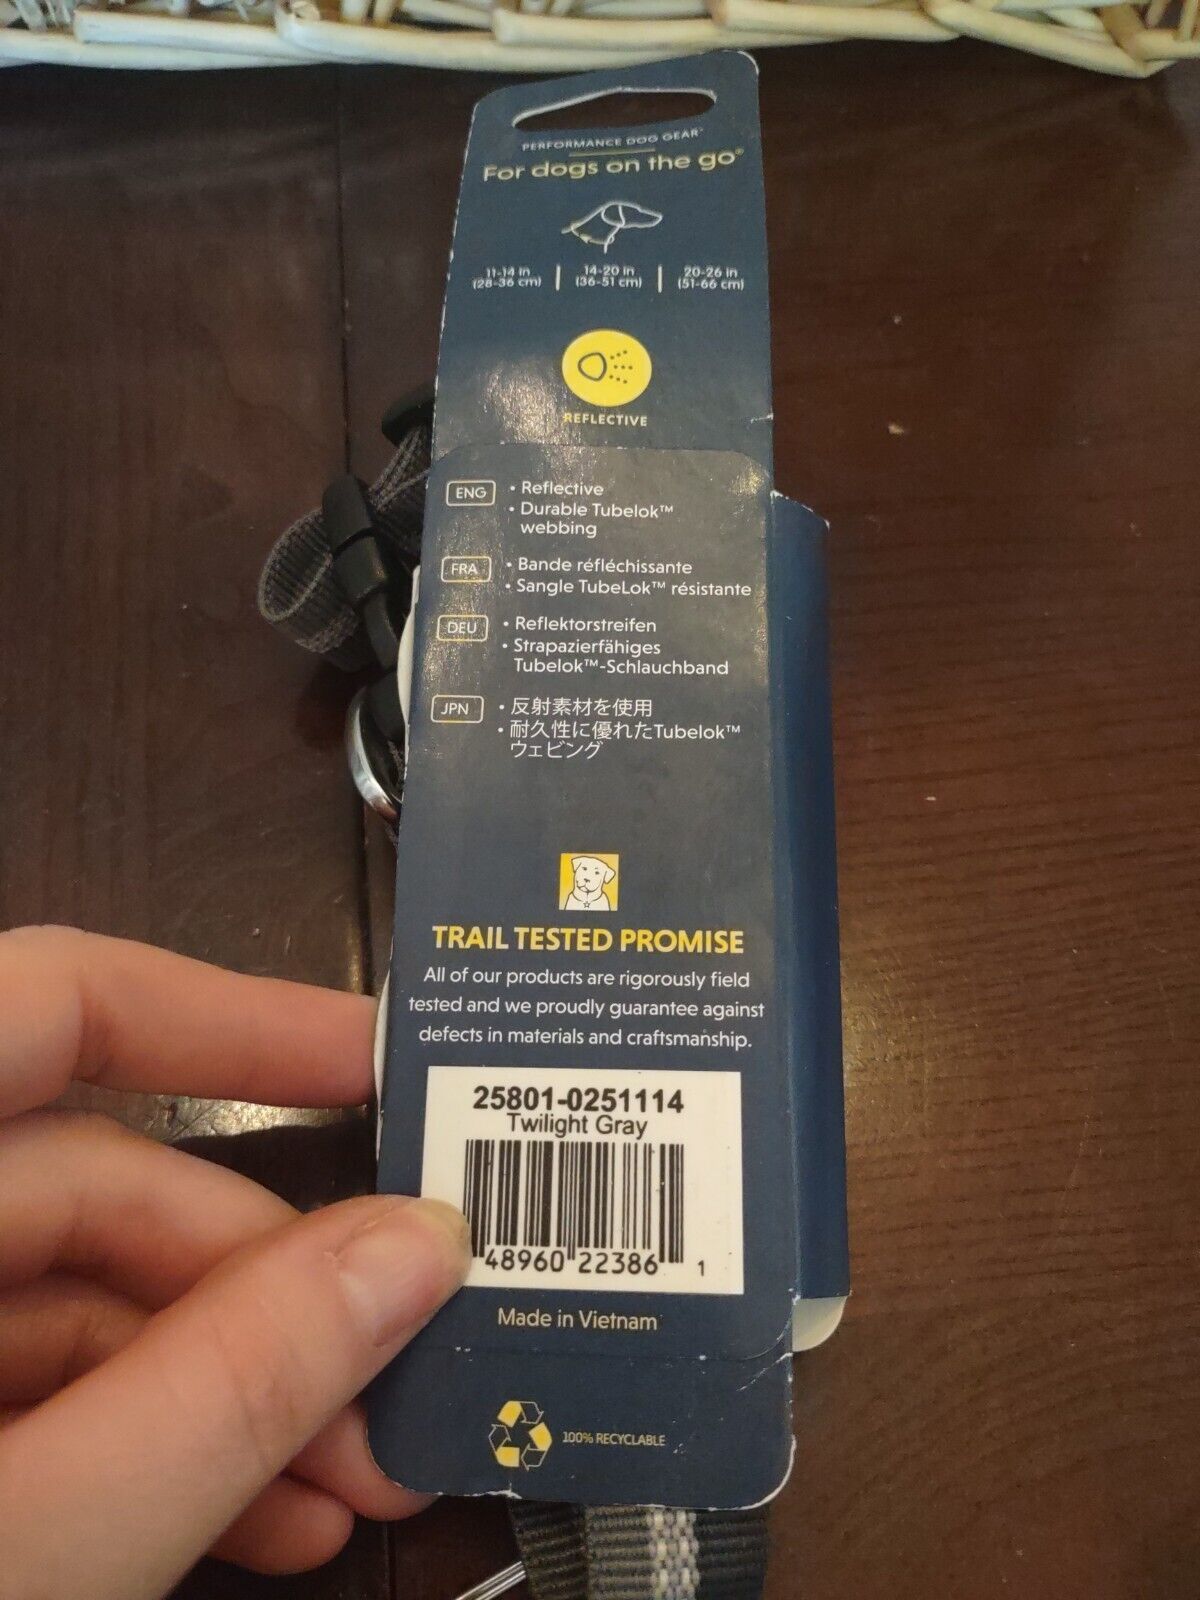 PERFORMANCE DOG GEAR™
For dogs on the go®
11-14 in | 14-20 in | 20-26 in
(28-36 cm) | (36-51 cm) | (51-66 cm)
REFLECTIVE
ENG • Reflective
• Durable Tubelok™
webbing
FRA • Bande réfléchissante
• Sangle TubeLok™ résistante
DEU • Reflektorstreifen
• Strapazierfähiges
Tubelok™-Schlauchband
JPN • 反射素材を使用
• 耐久性に優れたTubelok™
ウェビング
TRAIL TESTED PROMISE
All of our products are rigorously field
tested and we proudly guarantee against
defects in materials and craftsmanship.
25801-0251114
Twilight Gray
48960 22386 1
Made in Vietnam
100% RECYCLABLE